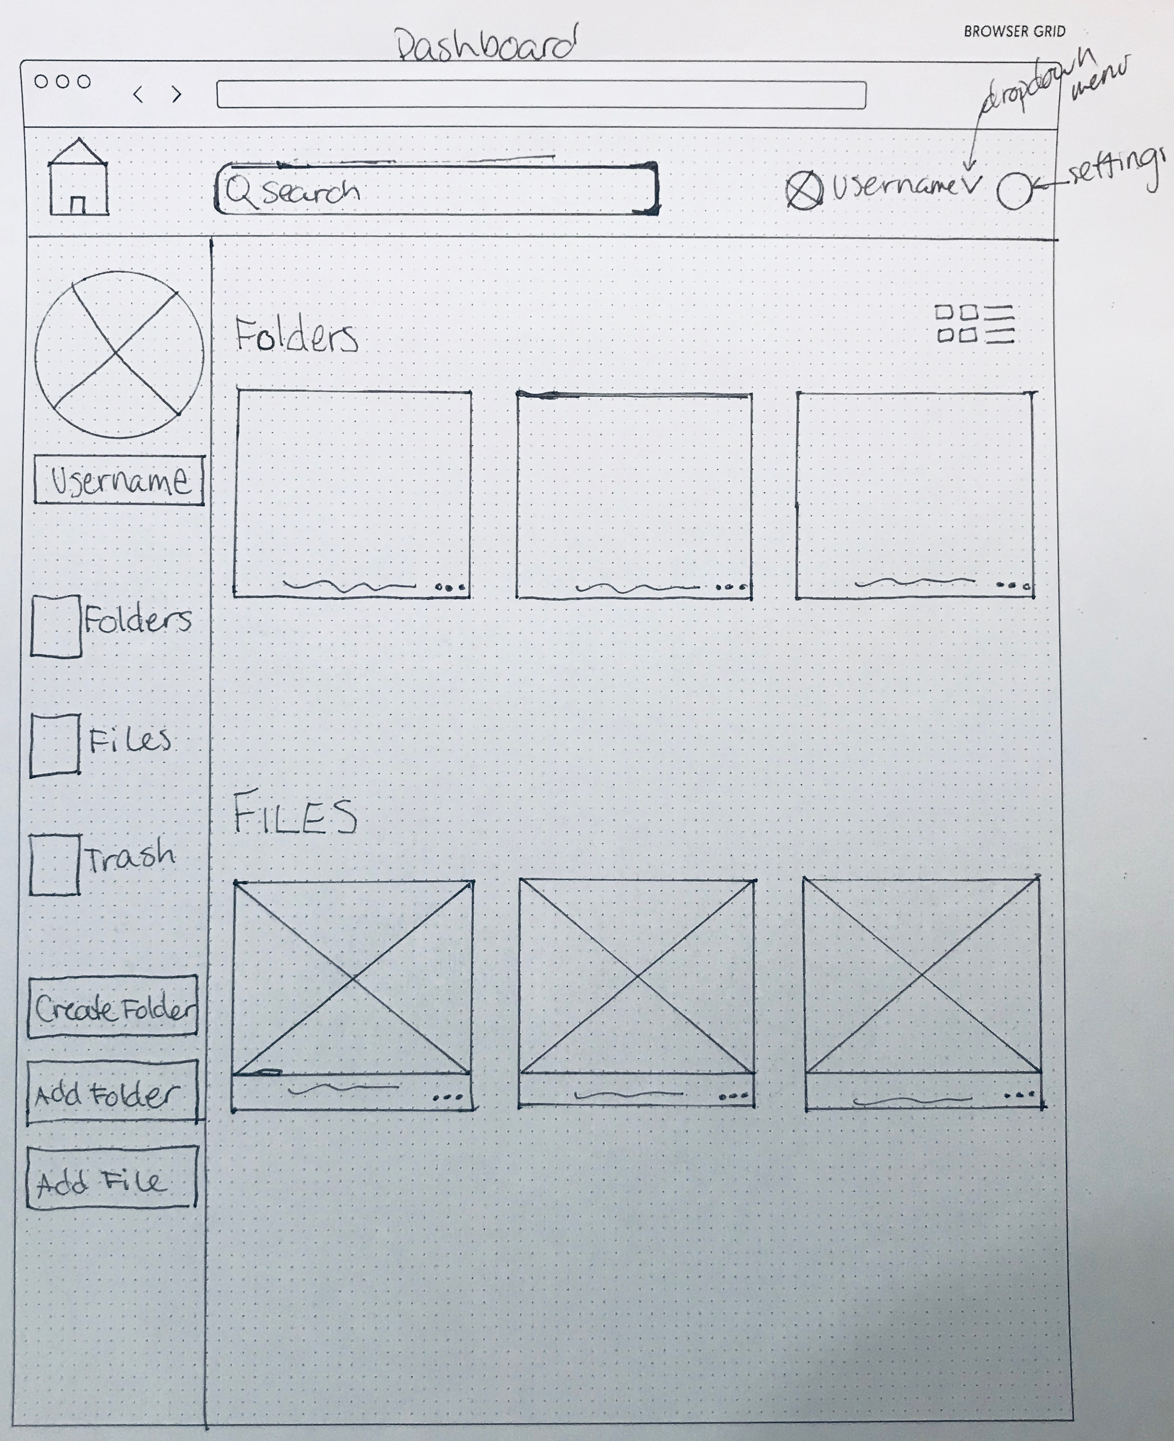 Dashboard
BROWSER GRID
dropdown
menu
search
username
settings
Folders
Username
Folders
Files
FILES
Trash
Create Folder
Add Folder
Add File